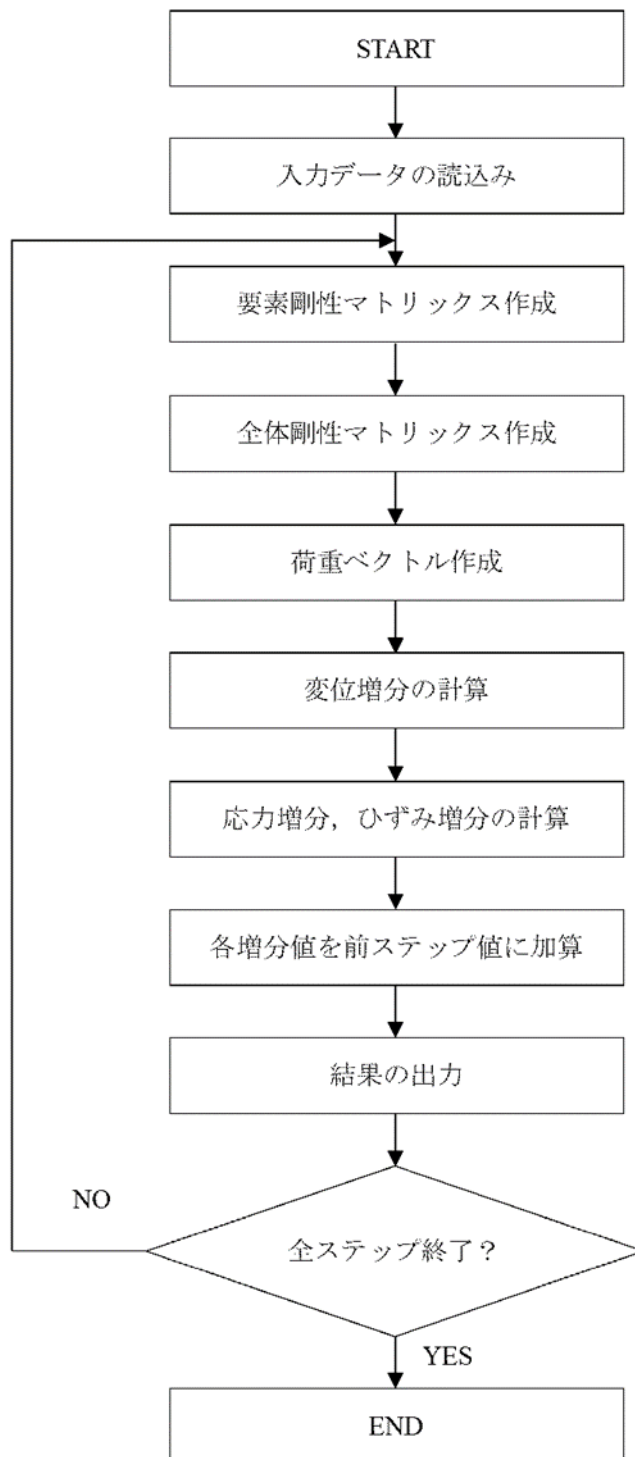 START
入力データの読込み
要素剛性マトリックス作成
全体剛性マトリックス作成
荷重ベクトル作成
変位増分の計算
応力増分，ひずみ増分の計算
各増分値を前ステップ値に加算
結果の出力
NO
全ステップ終了？
YES
END